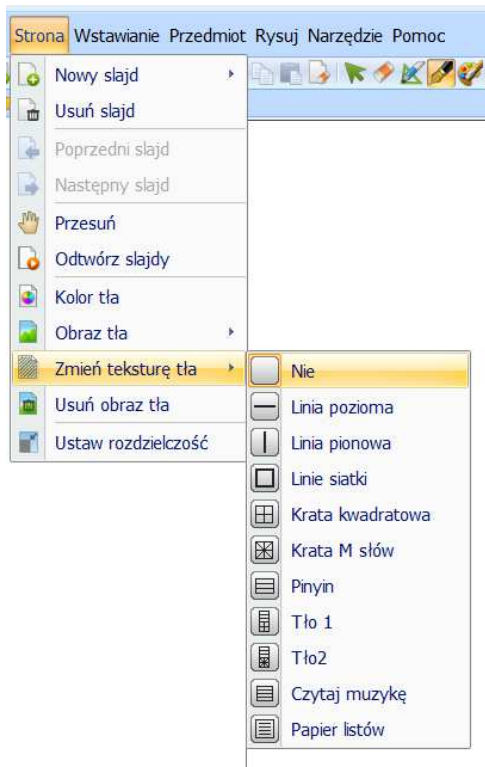 Strona Wstawianie Przedmiot Rysuj Narzędzie Pomoc
Nowy slajd
Usuń slajd
Poprzedni slajd
Następny slajd
Przesuń
Odtwórz slajdy
Kolor tła
Obraz tła
Zmień teksturę tła
Usuń obraz tła
Ustaw rozdzielczość
Nie
Linia pozioma
Linia pionowa
Linie siatki
Krata kwadratowa
Krata M słów
Pinyin
Tło 1
Tło2
Czytaj muzykę
Papier listów